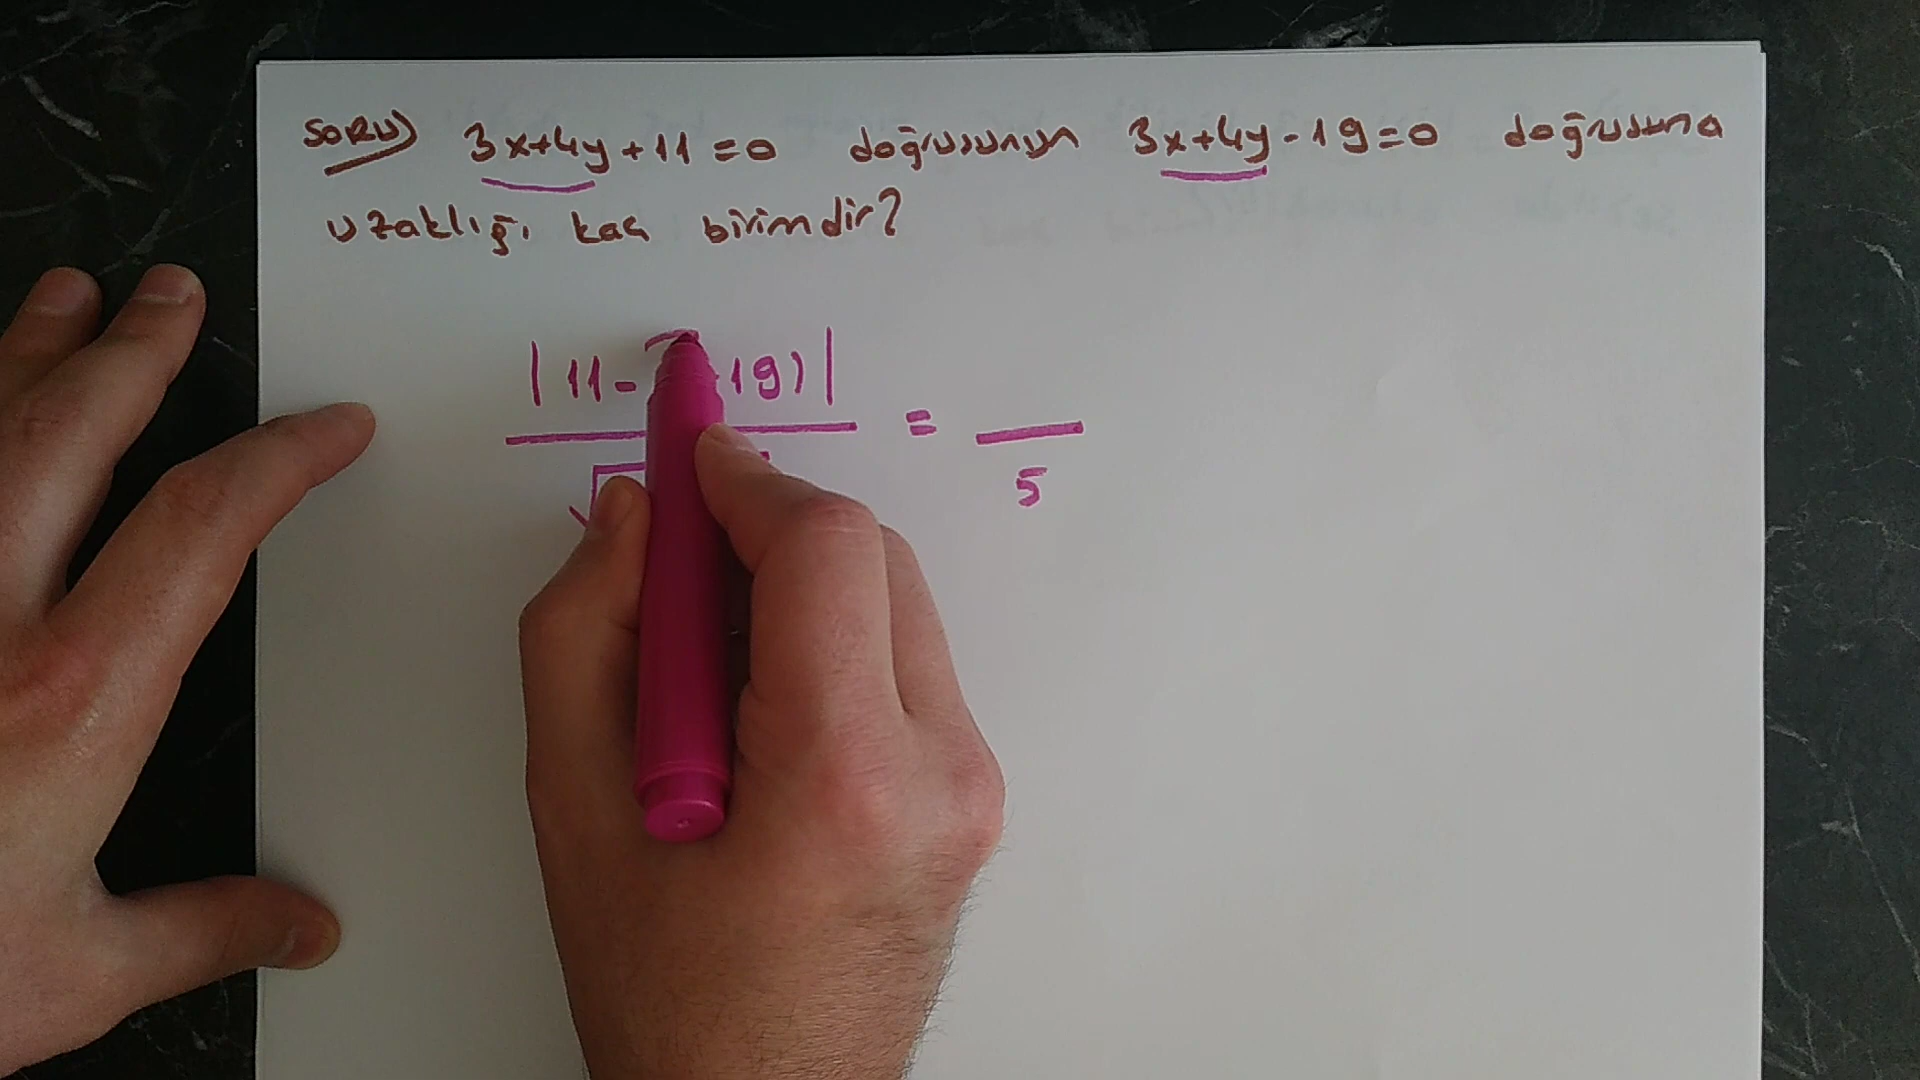 SORU) 3x+4y+11=0 doğrusunun 3x+4y-19=0 doğrusuna
uzaklığı kaç birimdir?
|11- 19)| =
√ 5